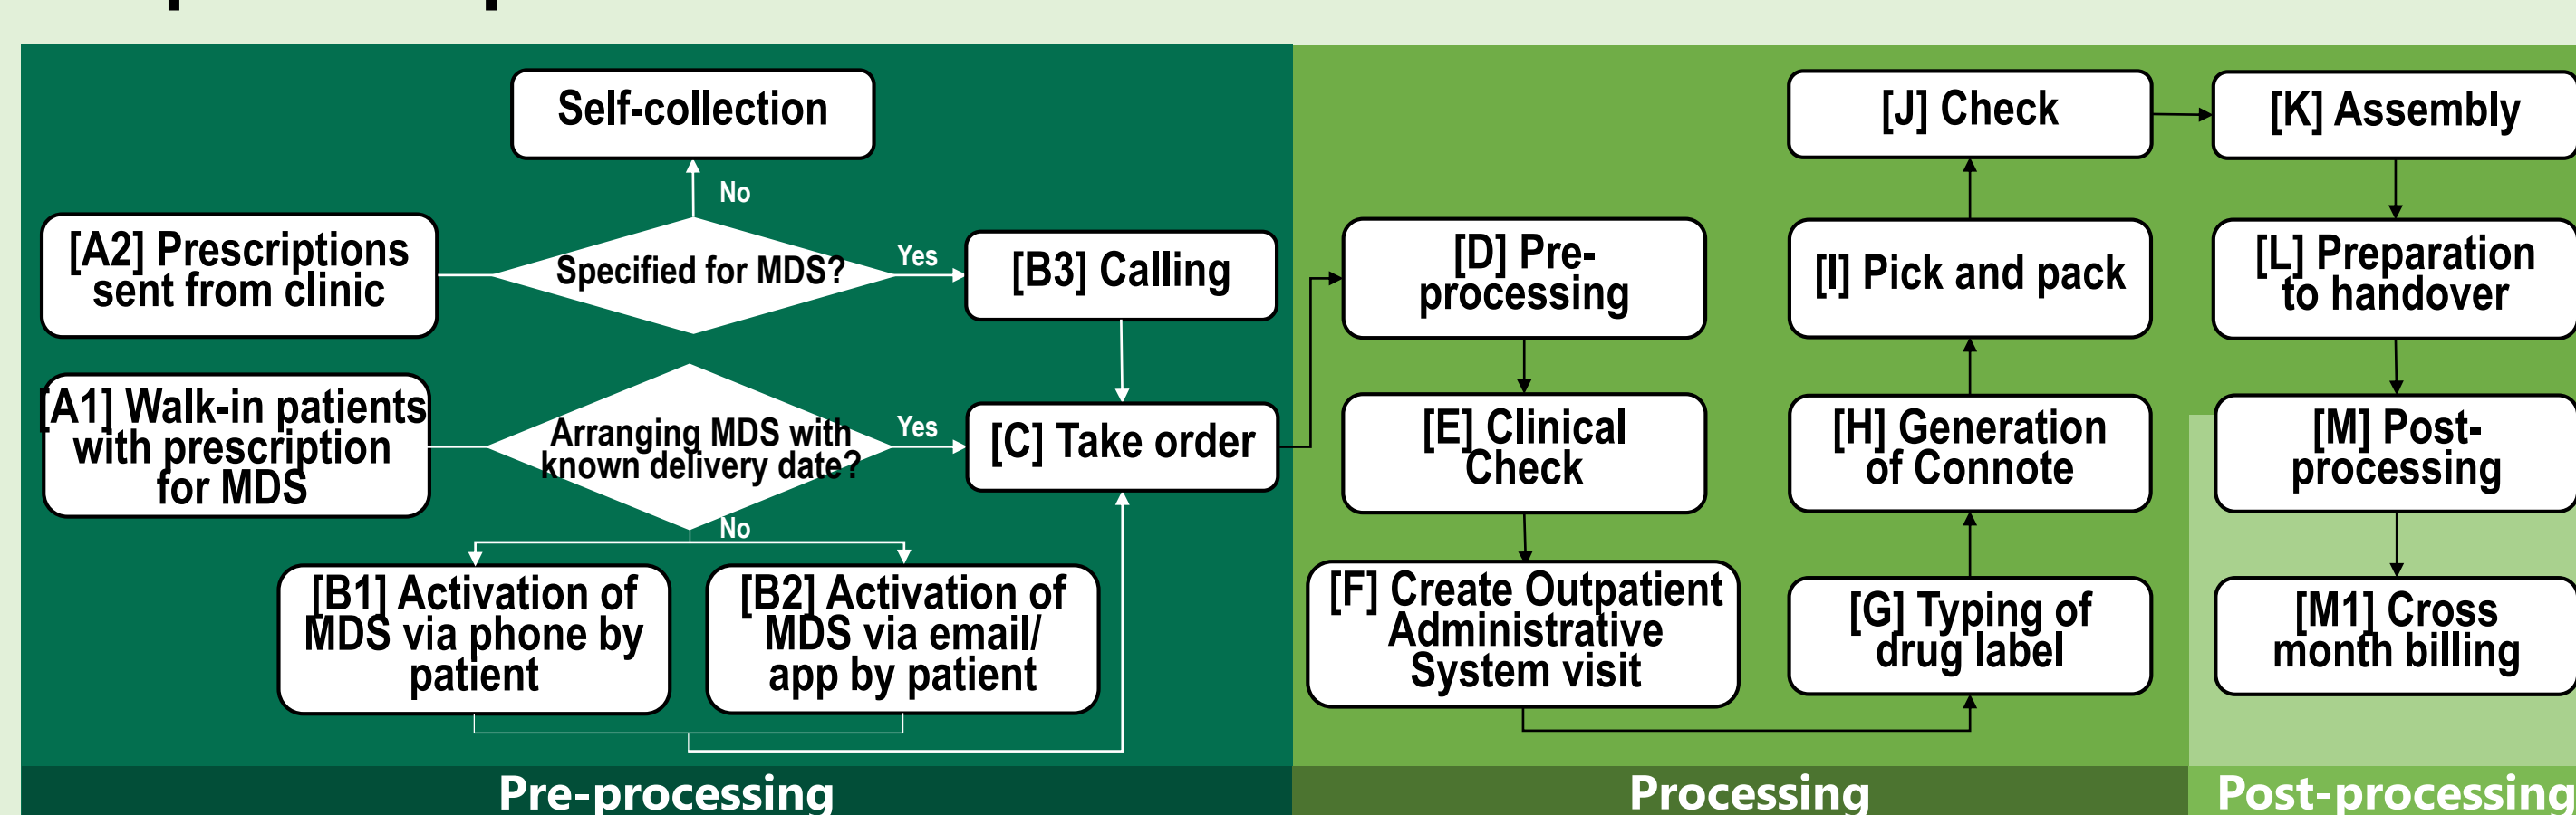 Self-collection
No
[A2] Prescriptions
sent from clinic
Specified for MDS?
Yes
[B3] Calling
[A1] Walk-in patients
with prescription
for MDS
Arranging MDS with
known delivery date?
Yes
[C] Take order
No
[B1] Activation of
MDS via phone by
patient
[B2] Activation of
MDS via email/
app by patient
Pre-processing
[D] Pre-
processing
[E] Clinical
Check
[F] Create Outpatient
Administrative
System visit
[G] Typing of
drug label
[H] Generation
of Connote
[I] Pick and pack
[J] Check
Processing
[K] Assembly
[L] Preparation
to handover
[M] Post-
processing
[M1] Cross
month billing
Post-processing